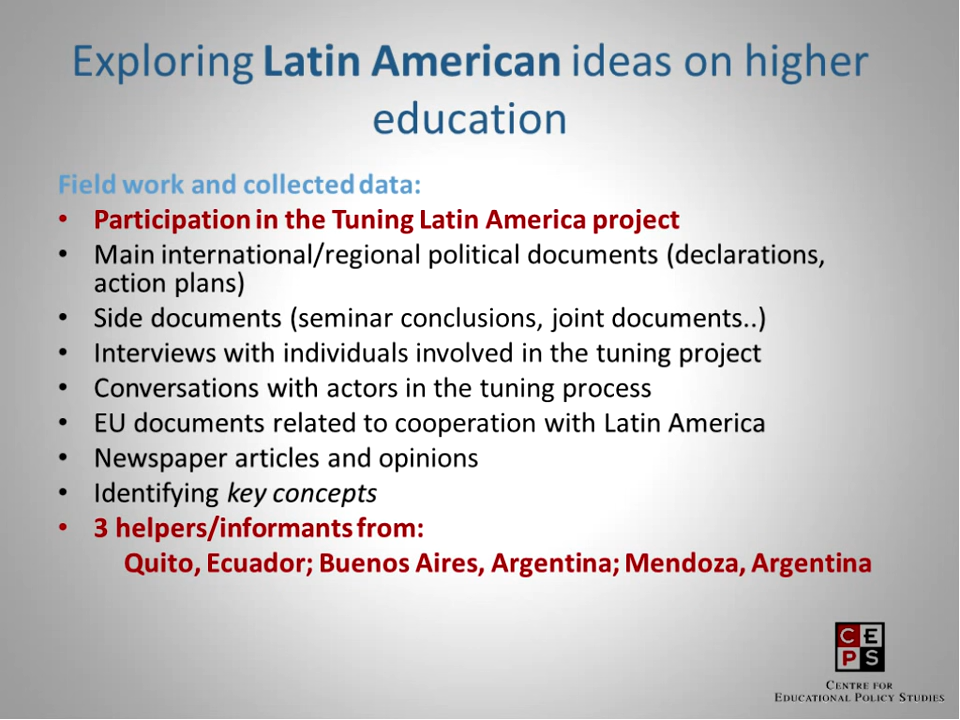 Exploring Latin American ideas on higher
education
Field work and collected data:
• Participation in the Tuning Latin America project
• Main international/regional political documents (declarations,
action plans)
• Side documents (seminar conclusions, joint documents..)
• Interviews with individuals involved in the tuning project
• Conversations with actors in the tuning process
• EU documents related to cooperation with Latin America
• Newspaper articles and opinions
• Identifying key concepts
• 3 helpers/informants from:
Quito, Ecuador; Buenos Aires, Argentina; Mendoza, Argentina
CE
PS
CENTRE FOR
EDUCATIONAL POLICY STUDIES